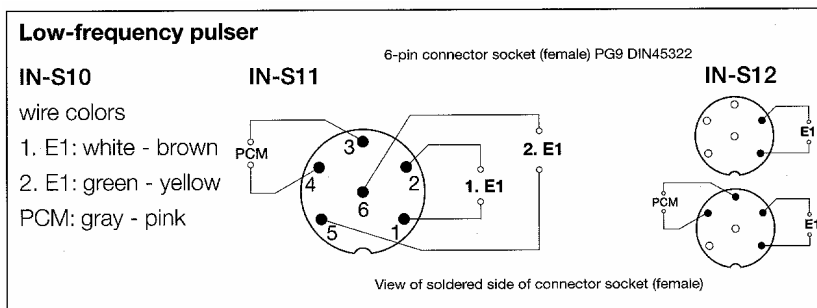 Low-frequency pulser
6-pin connector socket (female) PG9 DIN45322
IN-S10
wire colors
1. E1: white - brown
2. E1: green - yellow
PCM: gray - pink
IN-S11
PCM
3
4
2
6
5
1
1. E1
2. E1
IN-S12
E1
PCM
E1
View of soldered side of connector socket (female)